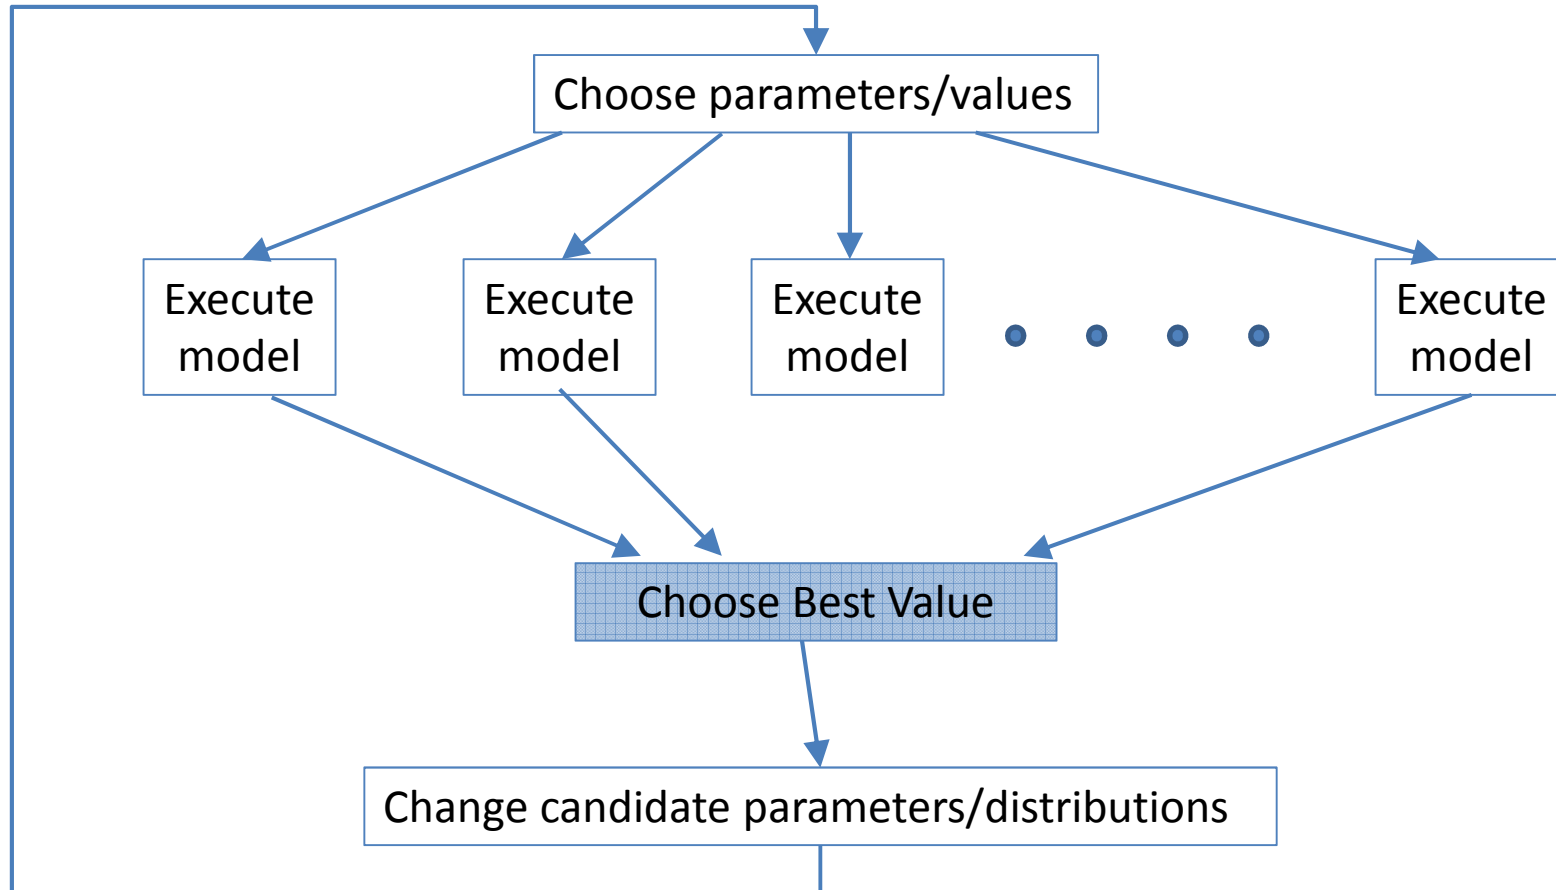 Choose parameters/values
Execute
model
Execute
model
Execute
model
Execute
model
Choose Best Value
Change candidate parameters/distributions